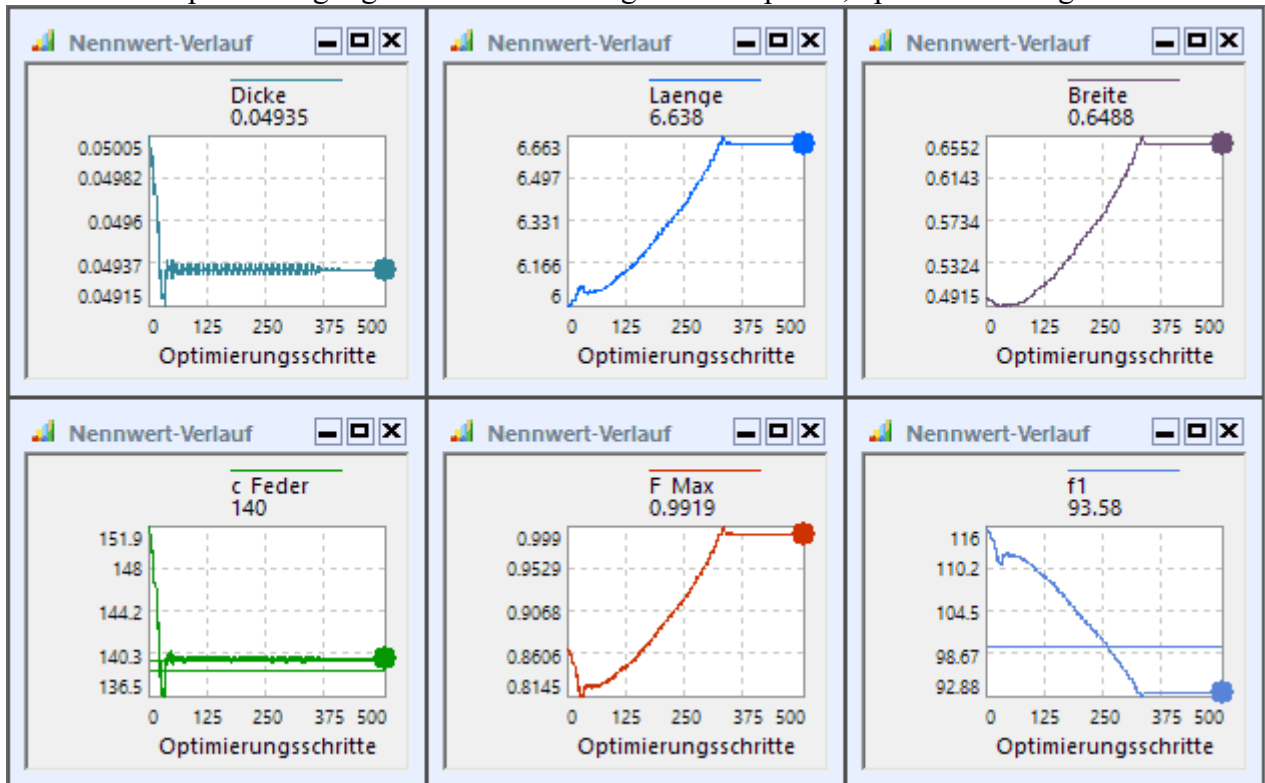 Nennwert-Verlauf
Dicke
0.04935
0.05005
0.04982
0.0496
0.04937
0.04915
0 125 250 375 500
Optimierungsschritte
Nennwert-Verlauf
Laenge
6.638
6.663
6.497
6.331
6.166
6
0 125 250 375 500
Optimierungsschritte
Nennwert-Verlauf
Breite
0.6488
0.6552
0.6143
0.5734
0.5324
0.4915
0 125 250 375 500
Optimierungsschritte
Nennwert-Verlauf
c_Feder
140
151.9
148
144.2
140.3
136.5
0 125 250 375 500
Optimierungsschritte
Nennwert-Verlauf
F_Max
0.9919
0.999
0.9529
0.9068
0.8606
0.8145
0 125 250 375 500
Optimierungsschritte
Nennwert-Verlauf
f1
93.58
116
110.2
104.5
98.67
92.88
0 125 250 375 500
Optimierungsschritte